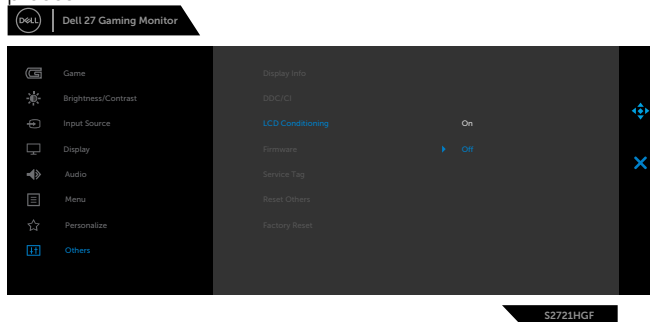 DELL
Dell 27 Gaming Monitor
Game
Display Info
Brightness/Contrast
DDC/CI
Input Source
LCD Conditioning
On
Display
Firmware
Off
Audio
Service Tag
Menu
Reset Others
Personalize
Factory Reset
Others
S2721HGF